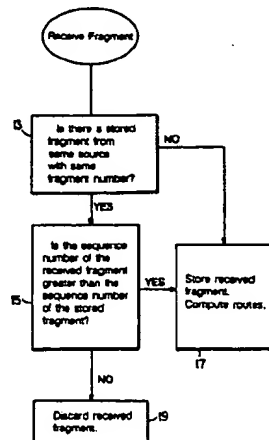 Receive
Fragment
13
Is there a stored
fragment from
same source
with same
fragment number?
NO
YES
Is the sequence
number of the
received fragment
greater than the
sequence number
of the stored
fragment?
15
YES
Store received
fragment.
Compute routes.
17
NO
Discard received
fragment.
19